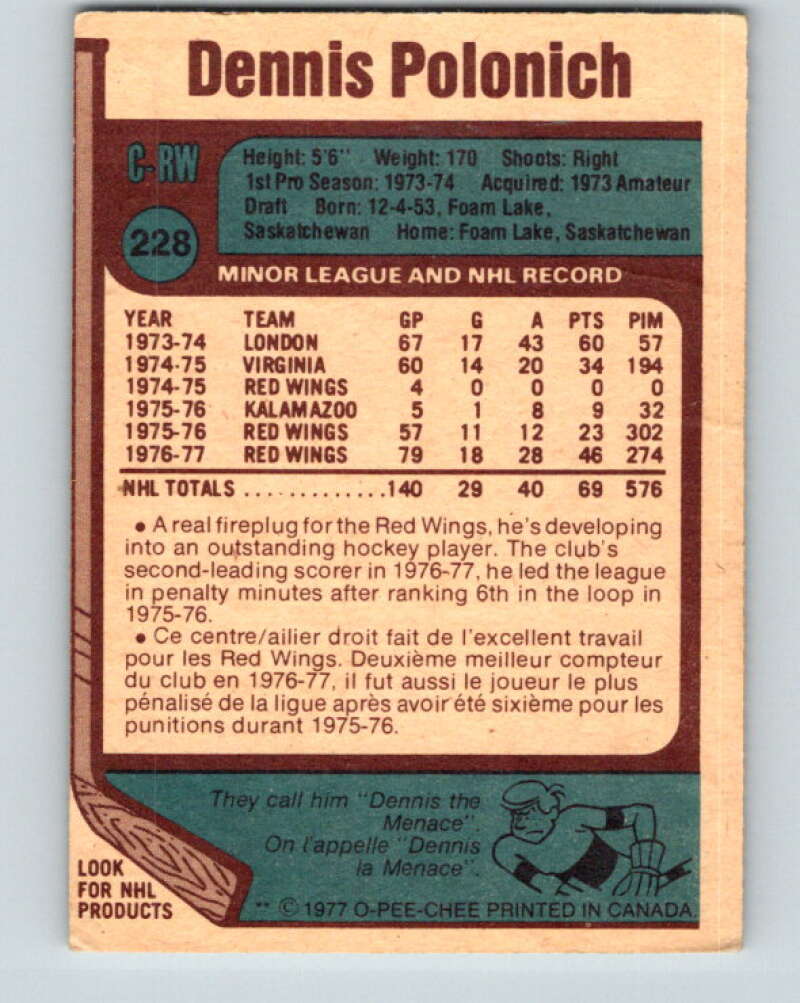 Dennis Polonich
C-RW
228
Height: 5'6" Weight: 170 Shoots: Right
1st Pro Season: 1973-74 Acquired: 1973 Amateur
Draft Born: 12-4-53, Foam Lake,
Saskatchewan Home: Foam Lake, Saskatchewan
MINOR LEAGUE AND NHL RECORD
YEAR TEAM GP G A PTS PIM
1973-74 LONDON 67 17 43 60 57
1974-75 VIRGINIA 60 14 20 34 194
1974-75 RED WINGS 4 0 0 0 0
1975-76 KALAMAZOO 5 1 8 9 32
1975-76 RED WINGS 57 11 12 23 302
1976-77 RED WINGS 79 18 28 46 274
NHL TOTALS .............140 29 40 69 576
• A real fireplug for the Red Wings, he's developing
into an outstanding hockey player. The club's
second-leading scorer in 1976-77, he led the league
in penalty minutes after ranking 6th in the loop in
1975-76.
• Ce centre/ailier droit fait de l'excellent travail
pour les Red Wings. Deuxième meilleur compteur
du club en 1976-77, il fut aussi le joueur le plus
pénalisé de la ligue après avoir été sixième pour les
punitions durant 1975-76.
They call him "Dennis the
Menace".
On l'appelle "Dennis
la Menace".
LOOK
FOR NHL
PRODUCTS
** © 1977 O-PEE-CHEE PRINTED IN CANADA